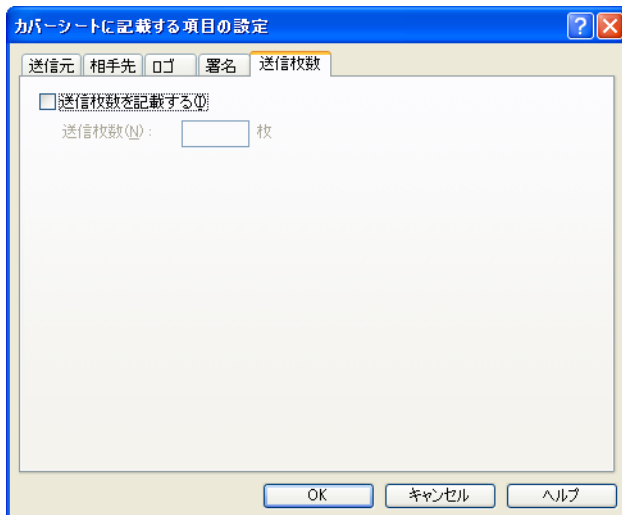 カバーシートに記載する項目の設定
送信元 相手先 ロゴ 署名 送信枚数
送信枚数を記載する(I)
送信枚数(N): 枚
OK キャンセル ヘルプ